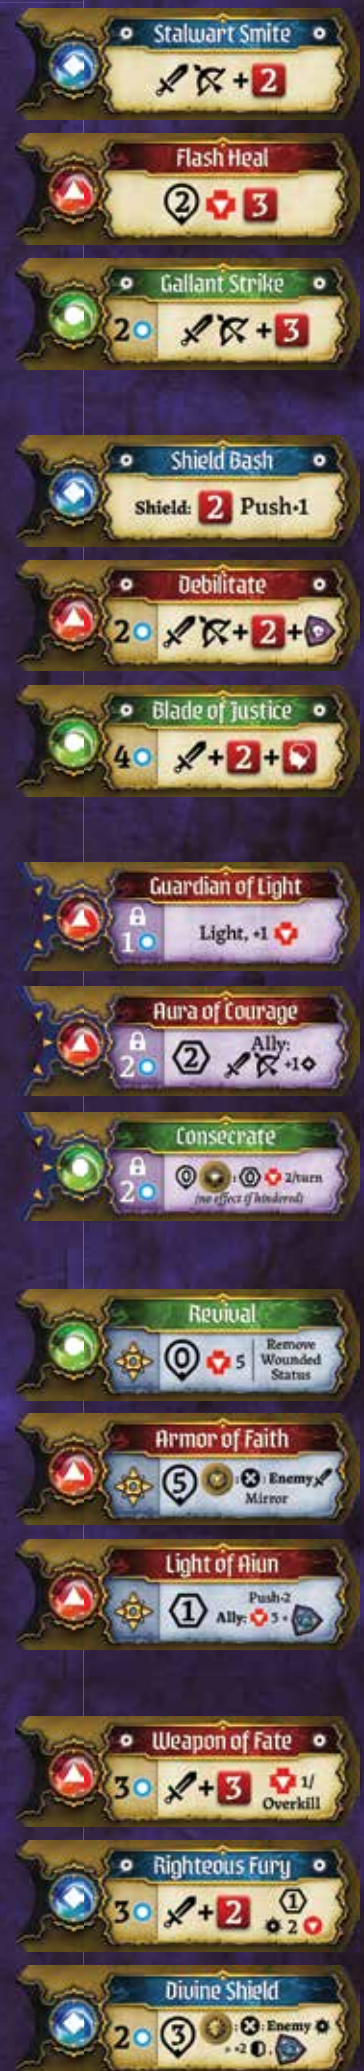 Stalwart Smite
+ 2
Flash Heal
2 3
Gallant Strike
2 + 3
Shield Bash
Shield: 2 Push·1
Debilitate
2 + 2 +
Blade of Justice
4 + 2 +
Guardian of Light
1 Light, +1
Aura of Courage
Ally:
2 2 +1
Consecrate
2 0 : 0 2/turn
(no effect if hindered)
Revival
0 5 Remove
Wounded
Status
Armor of Faith
5 : : Enemy
Mirror
Light of Aiun
Push-2
1 Ally: 5 +
Weapon of Fate
3 + 3 1/
Overkill
Righteous Fury
3 + 2 1
2
Divine Shield
2 3 : : Enemy
+2